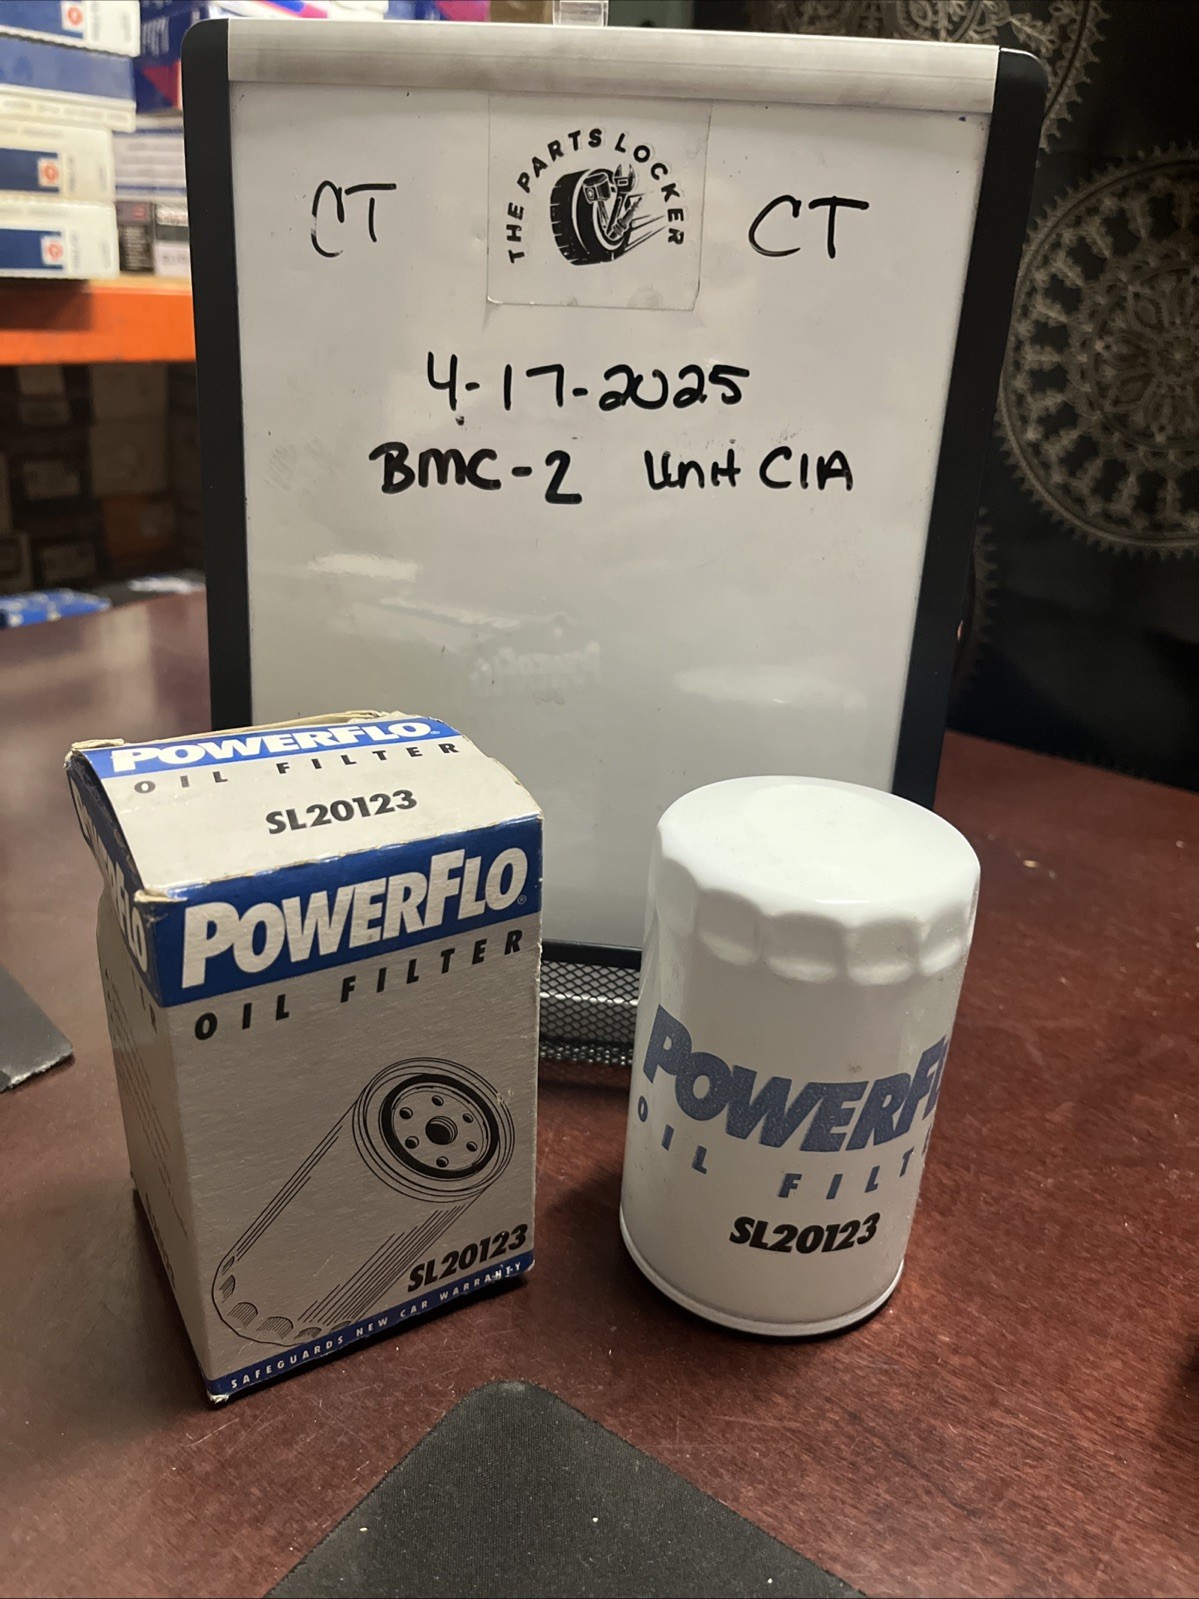 THE PARTS LOCKER
CT
CT
4-17-2025
BMC-2 Unit C1A
POWERFLO
OIL FILTER
SL20123
POWERFLO®
OIL FILTER
SL20123
SAFEGUARDS NEW CAR WARRANTY
POWERFL
OIL FILT
SL20123